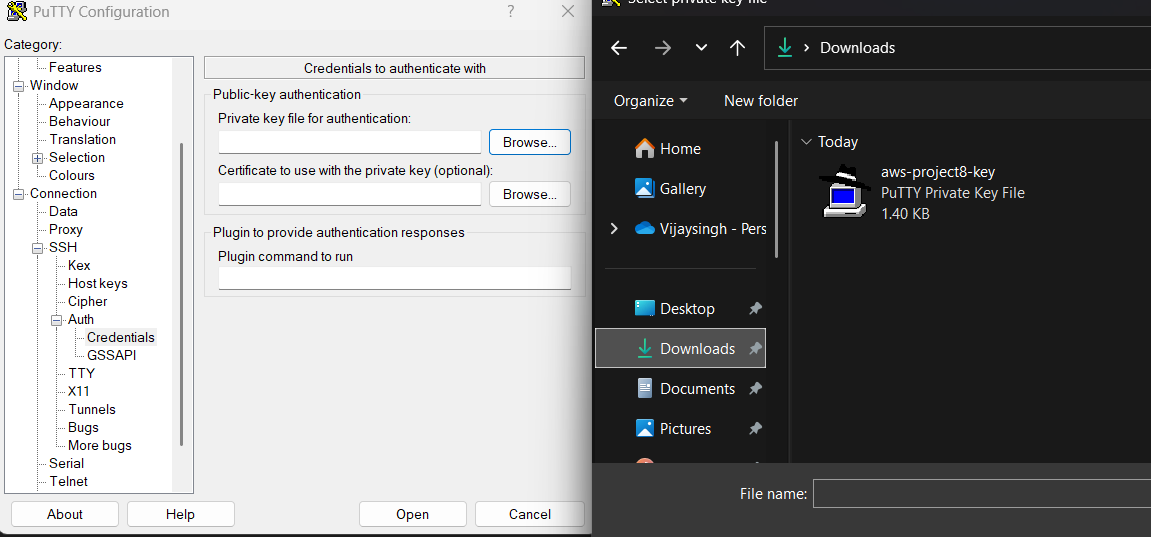 PuTTY Configuration
?
Category:
Features
Window
Appearance
Behaviour
Translation
Selection
Colours
Connection
Data
Proxy
SSH
Kex
Host keys
Cipher
Auth
Credentials
GSSAPI
TTY
X11
Tunnels
Bugs
More bugs
Serial
Telnet
Credentials to authenticate with
Public-key authentication
Private key file for authentication:
Browse...
Certificate to use with the private key (optional):
Browse...
Plugin to provide authentication responses
Plugin command to run
About
Help
Open
Cancel
Select private key file
Downloads
Organize
New folder
Home
Gallery
Vijaysingh - Pers
Desktop
Downloads
Documents
Pictures
Today
aws-project8-key
PuTTY Private Key File
1.40 KB
File name: